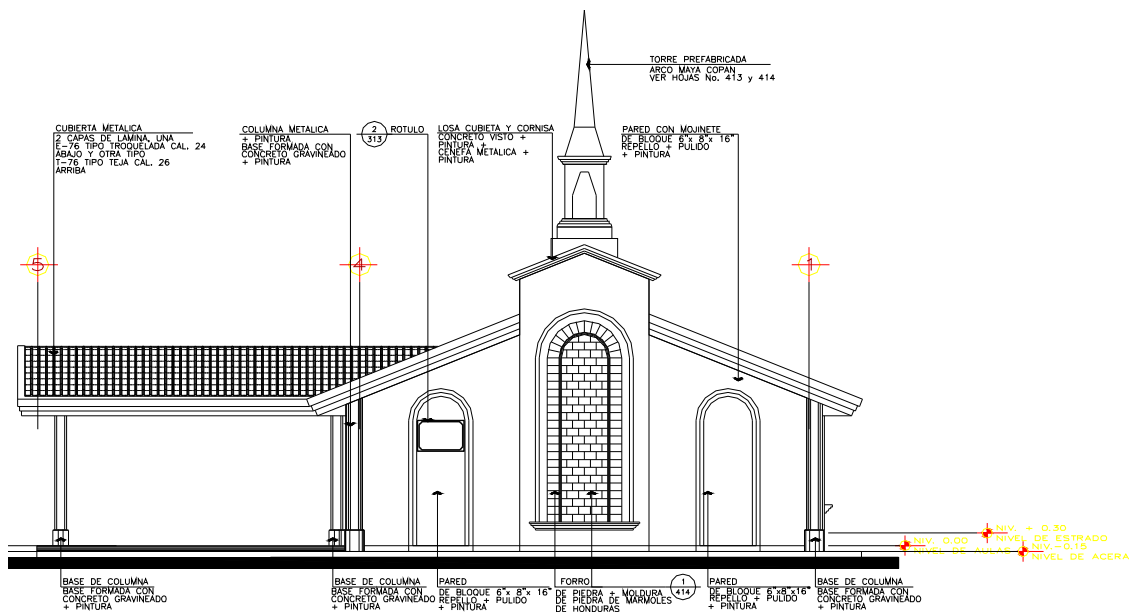 TORRE PREFABRICADA
ARCO MAYA COPAN
VER HOJAS No. 413 y 414
CUBIERTA METALICA
2 CAPAS DE LAMINA, UNA
E-76 TIPO TROQUELADA CAL. 24
ABAJO Y OTRA TIPO
T-76 TIPO TEJA CAL. 26
ARRIBA
COLUMNA METALICA
+ PINTURA
BASE FORMADA CON
CONCRETO GRAVINEADO
+ PINTURA
2
313
ROTULO
LOSA CUBIETA Y CORNISA
CONCRETO VISTO +
PINTURA +
CENEFA METALICA +
PINTURA
PARED CON MOJINETE
DE BLOQUE 6"x 8"x 16"
REPELLO + PULIDO
+ PINTURA
5
4
1
NIV. + 0.30
NIVEL DE ESTRADO
NIV. 0.00
NIVEL DE AULAS
NIV.-0.15
NIVEL DE ACERA
BASE DE COLUMNA
BASE FORMADA CON
CONCRETO GRAVINEADO
+ PINTURA
BASE DE COLUMNA
BASE FORMADA CON
CONCRETO GRAVINEADO
+ PINTURA
PARED
DE BLOQUE 6"x 8"x 16"
REPELLO + PULIDO
+ PINTURA
FORRO
DE PIEDRA + MOLDURA
DE PIEDRA DE MARMOLES
DE HONDURAS
1
414
PARED
DE BLOQUE 6"x8"x16"
REPELLO + PULIDO
+ PINTURA
BASE DE COLUMNA
BASE FORMADA CON
CONCRETO GRAVINEADO
+ PINTURA